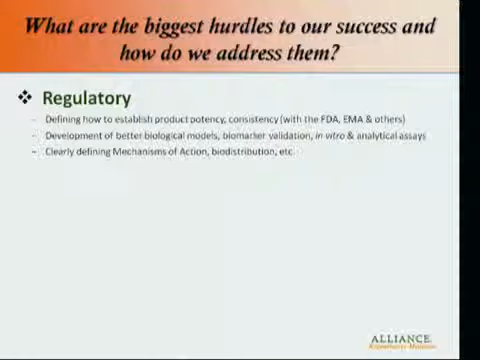 What are the biggest hurdles to our success and
how do we address them?
❖ Regulatory
– Defining how to establish product potency, consistency (with the FDA, EMA & others)
– Development of better biological models, biomarker validation, in vitro & analytical assays
– Clearly defining Mechanisms of Action, biodistribution, etc.
ALLIANCE
Regenerative Medicine